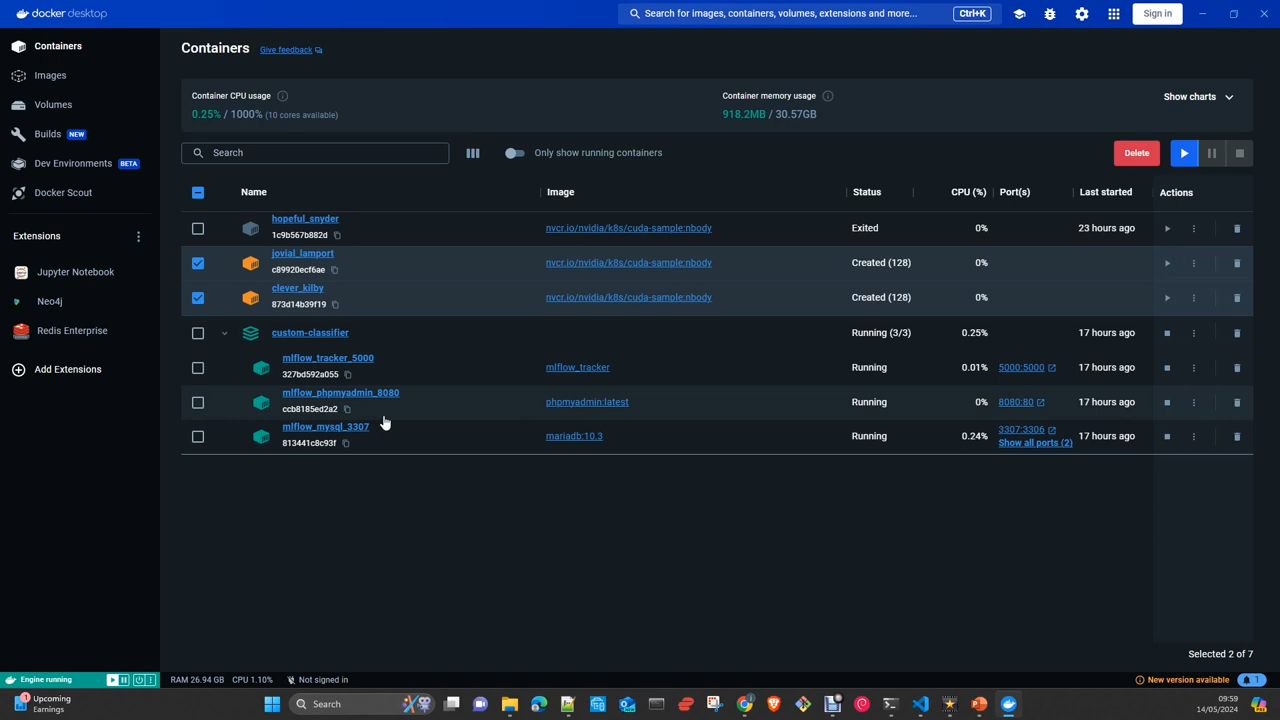 docker desktop
Search for images, containers, volumes, extensions and more...
Ctrl+K
Sign in
Containers
Images
Volumes
Builds NEW
Dev Environments BETA
Docker Scout
Extensions
Jupyter Notebook
Neo4j
Redis Enterprise
Add Extensions
Containers
Give feedback
Container CPU usage
0.25% / 1000% (10 cores available)
Container memory usage
918.2MB / 30.57GB
Show charts
Search
Only show running containers
Delete
Name Image Status CPU (%) Port(s) Last started Actions
hopeful_snyder
1c9b567b882d
nvcr.io/nvidia/k8s/cuda-sample:nbody Exited 0% 23 hours ago
jovial_lamport
c89920ecf6ae
nvcr.io/nvidia/k8s/cuda-sample:nbody Created (128) 0%
clever_kilby
873d14b39f19
nvcr.io/nvidia/k8s/cuda-sample:nbody Created (128) 0%
custom-classifier Running (3/3) 0.25% 17 hours ago
mlflow_tracker_5000
327bd592a055
mlflow_tracker Running 0.01% 5000:5000 17 hours ago
mlflow_phpmyadmin_8080
ccb8185ed2a2
phpmyadmin:latest Running 0% 8080:80 17 hours ago
mlflow_mysql_3307
813441c8c93f
mariadb:10.3 Running 0.24% 3307:3306 17 hours ago
Show all ports (2)
Selected 2 of 7
Engine running
RAM 26.94 GB CPU 1.10%
Not signed in
New version available
1
1
Upcoming
Earnings
Search
09:59
14/05/2024